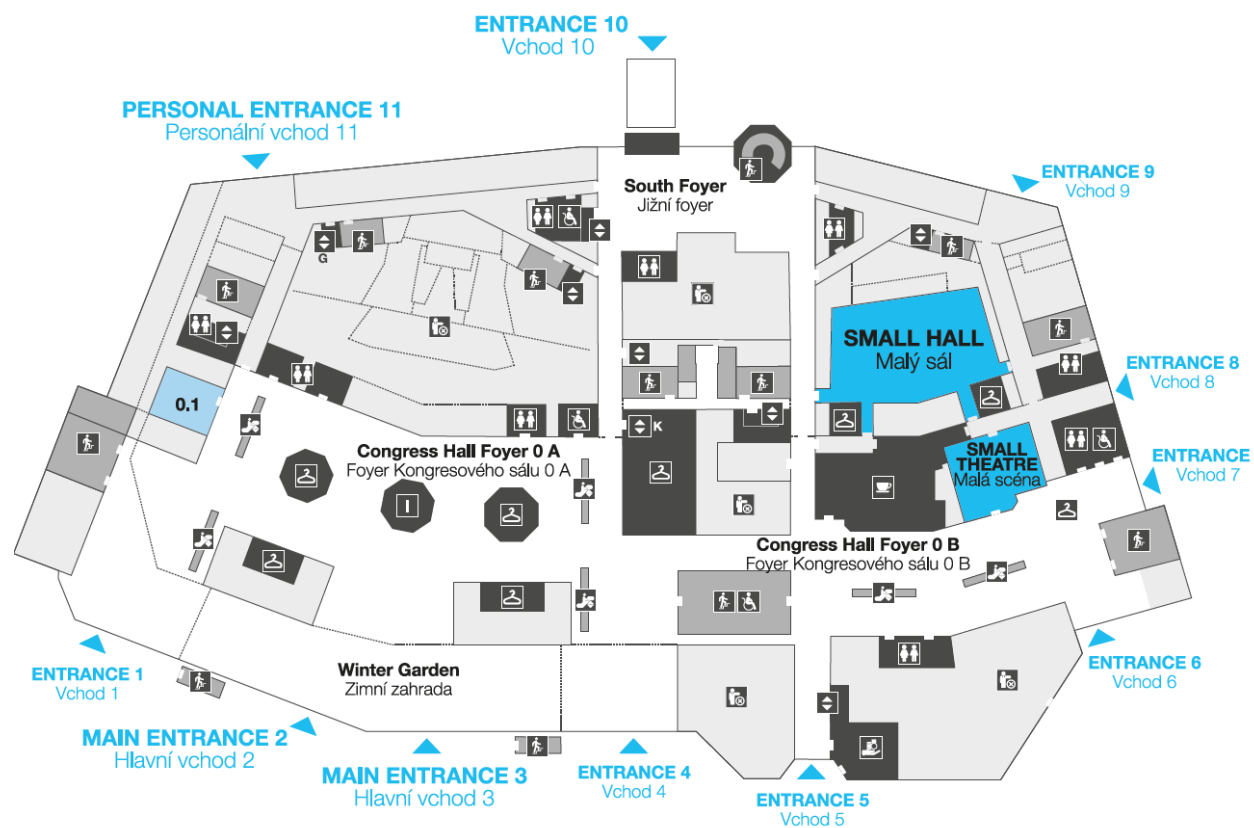 ENTRANCE 10
Vchod 10
PERSONAL ENTRANCE 11
Personální vchod 11
ENTRANCE 9
Vchod 9
South Foyer
Jižní foyer
G
SMALL HALL
Malý sál
ENTRANCE 8
Vchod 8
0.1
K
Congress Hall Foyer 0 A
Foyer Kongresového sálu 0 A
SMALL
THEATRE
Malá scéna
ENTRANCE
Vchod 7
I
Congress Hall Foyer 0 B
Foyer Kongresového sálu 0 B
Winter Garden
Zimní zahrada
ENTRANCE 1
Vchod 1
ENTRANCE 6
Vchod 6
MAIN ENTRANCE 2
Hlavní vchod 2
MAIN ENTRANCE 3
Hlavní vchod 3
ENTRANCE 4
Vchod 4
ENTRANCE 5
Vchod 5